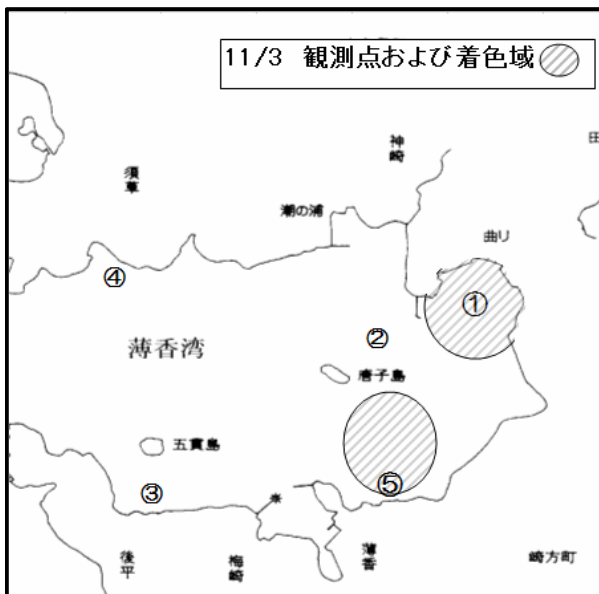 11/3 観測点および着色域
神崎
田
須草
潮の浦
曲り
④
①
②
薄香湾
唐子島
五貫島
③
⑤
後平
梅崎
薄香
崎方町